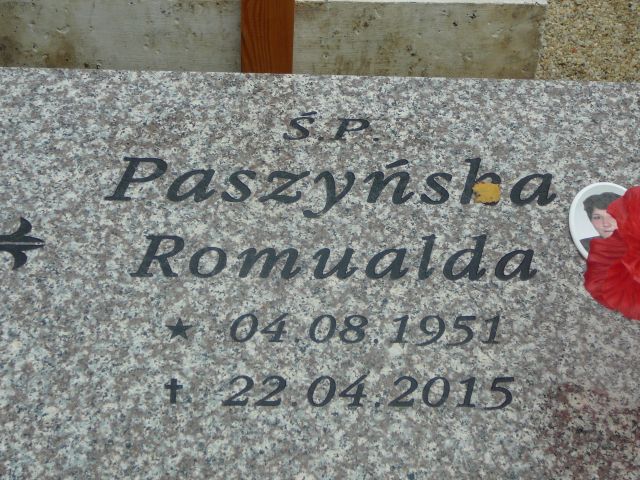 Ś.P.
Paszyńska
Romualda
★ 04.08.1951
✝ 22.04.2015